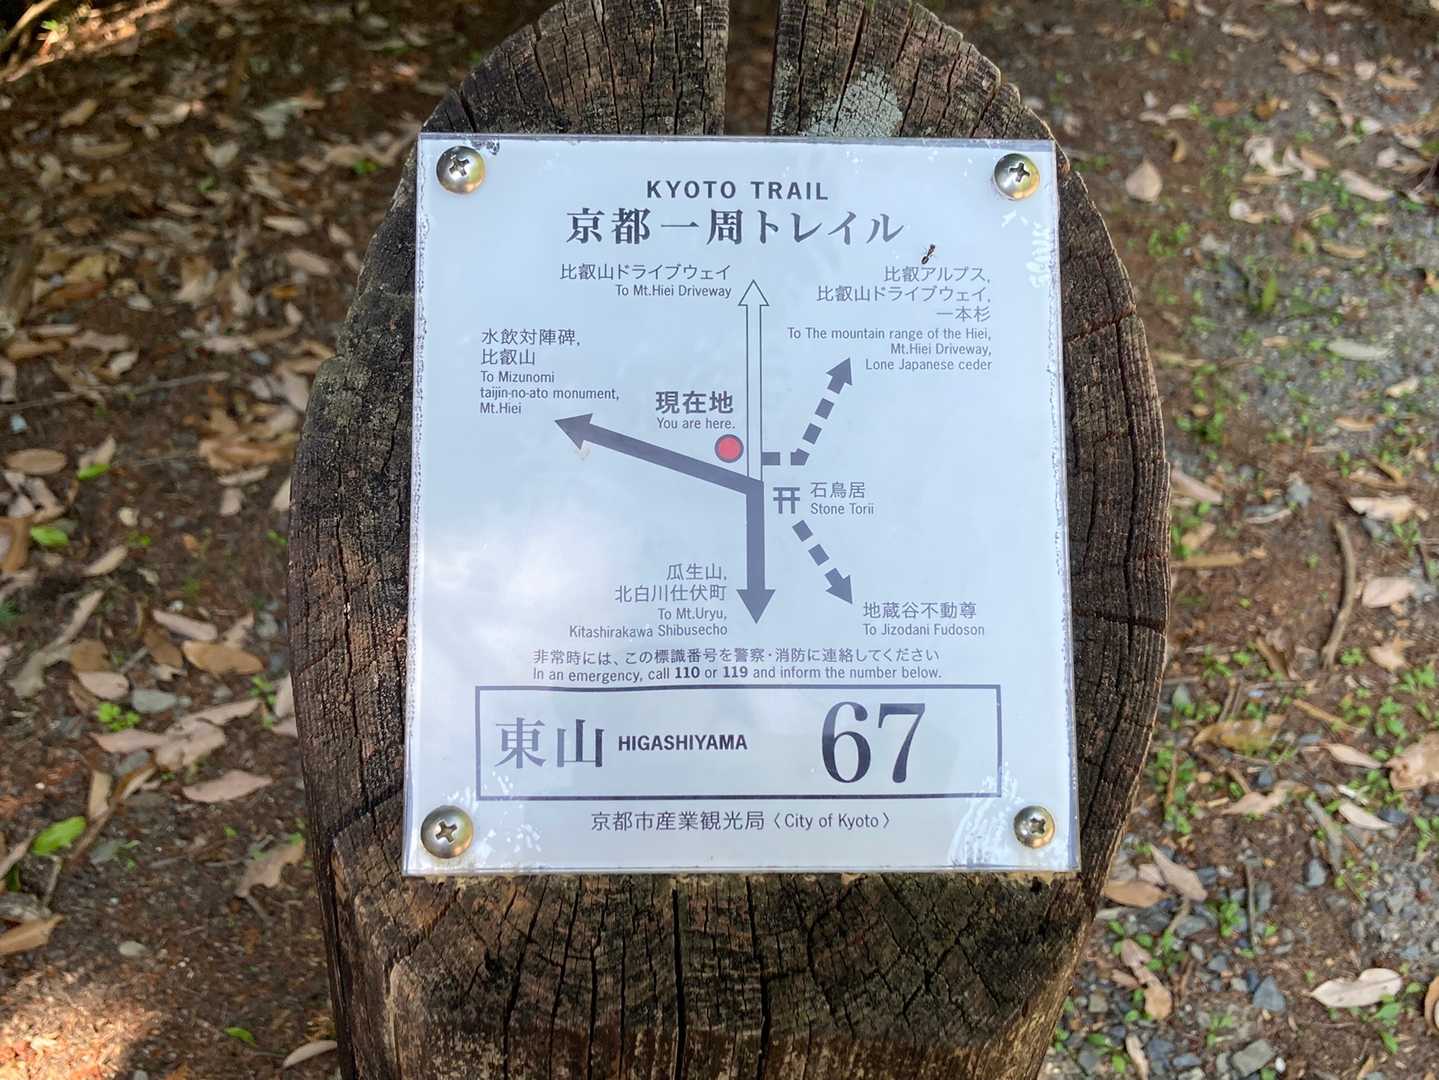 KYOTO TRAIL
京都一周トレイル
比叡山ドライブウェイ
To Mt.Hiei Driveway
比叡アルプス,
比叡山ドライブウェイ,
一本杉
To The mountain range of the Hiei,
Mt.Hiei Driveway,
Lone Japanese ceder
水飲対陣碑,
比叡山
To Mizunomi
taijin-no-ato monument,
Mt.Hiei
現在地
You are here.
石鳥居
Stone Torii
瓜生山,
北白川仕伏町
To Mt.Uryu,
Kitashirakawa Shibusecho
地蔵谷不動尊
To Jizodani Fudoson
非常時には、この標識番号を警察・消防に連絡してください
In an emergency, call 110 or 119 and inform the number below.
東山 HIGASHIYAMA 67
京都市産業観光局〈City of Kyoto〉